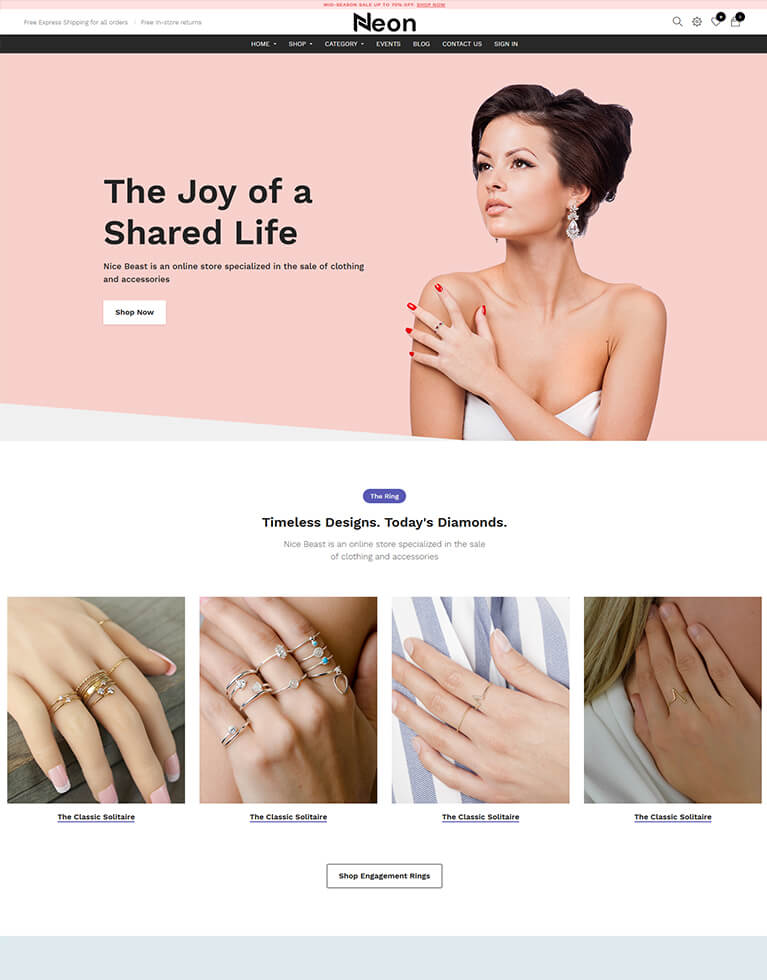 MID-SEASON SALE UP TO 70% OFF. SHOP NOW
Free Express Shipping for all orders
Free In-store returns
Neon
HOME SHOP CATEGORY EVENTS BLOG CONTACT US SIGN IN
The Joy of a
Shared Life
Nice Beast is an online store specialized in the sale of clothing
and accessories
Shop Now
The Ring
Timeless Designs. Today's Diamonds.
Nice Beast is an online store specialized in the sale
of clothing and accessories
The Classic Solitaire
The Classic Solitaire
The Classic Solitaire
The Classic Solitaire
Shop Engagement Rings